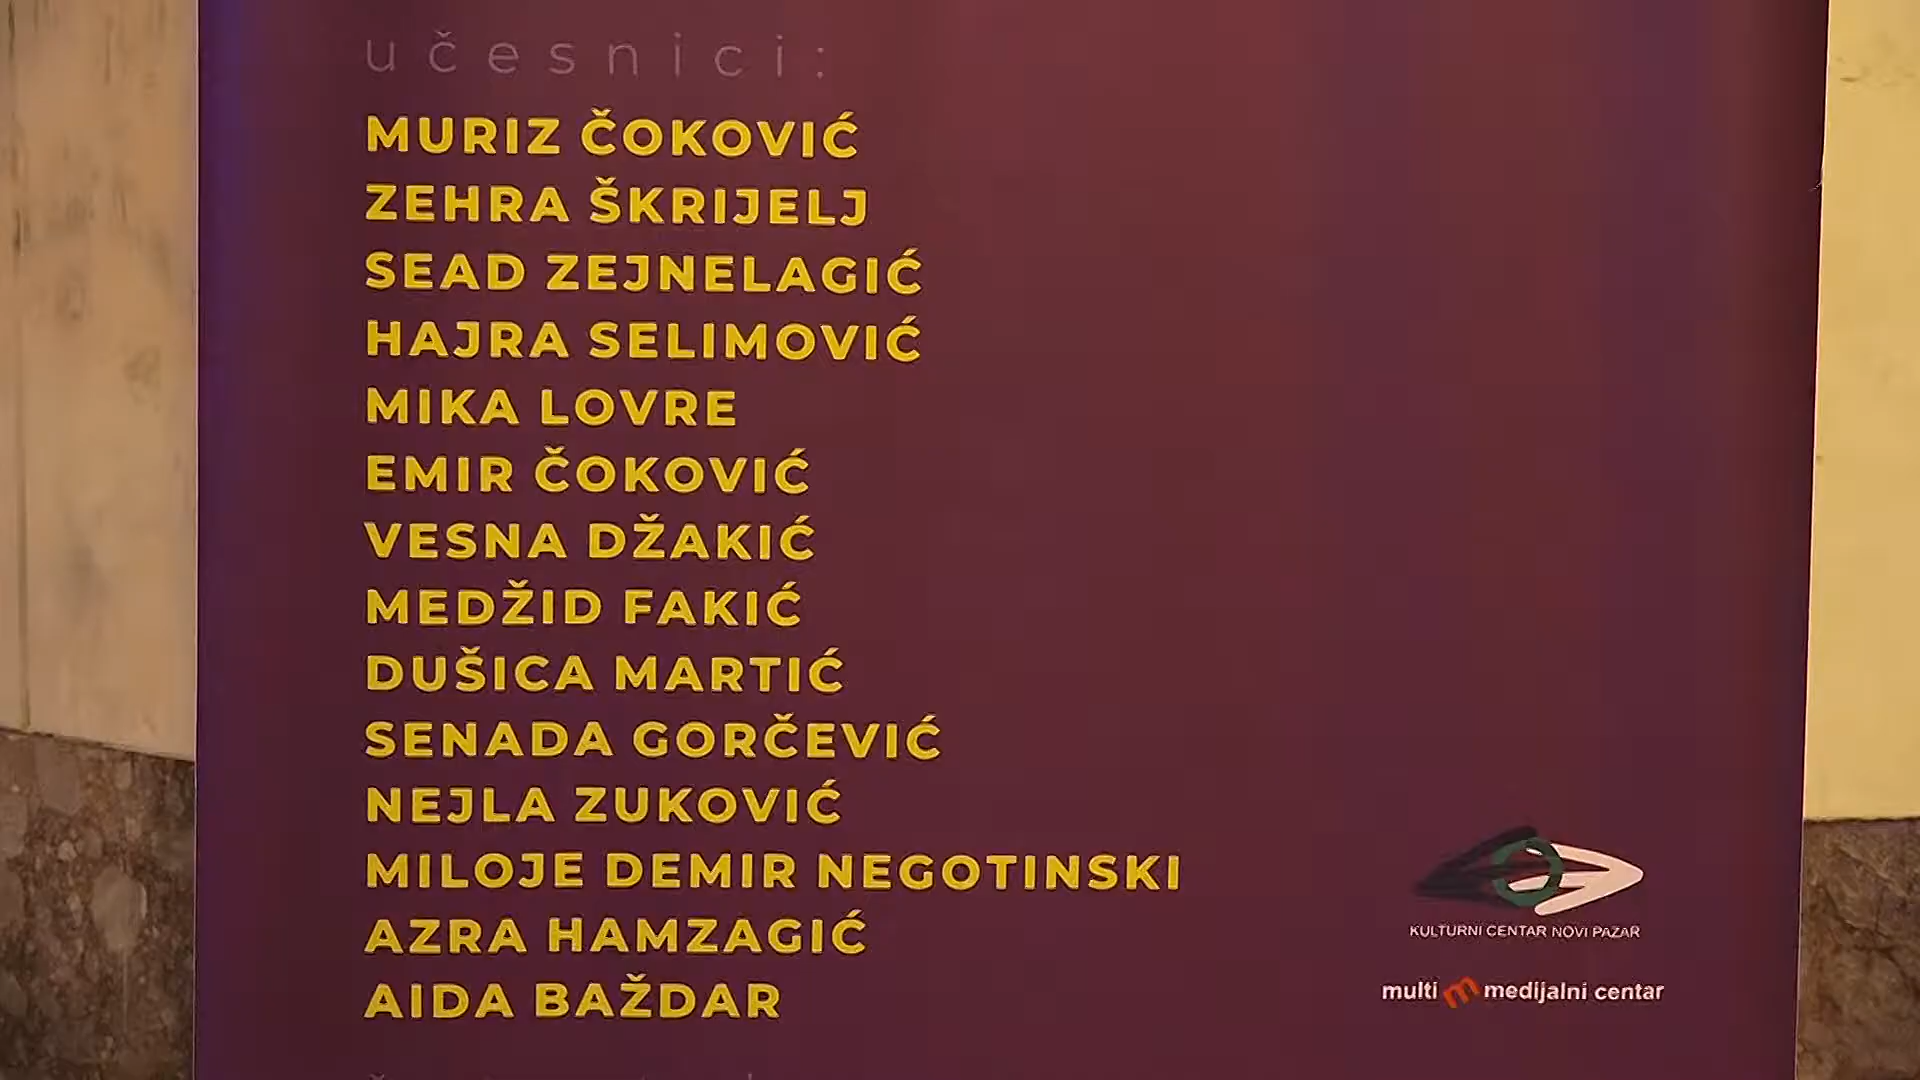 učesnici:
MURIZ ČOKOVIĆ
ZEHRA ŠKRIJELJ
SEAD ZEJNELAGIĆ
HAJRA SELIMOVIĆ
MIKA LOVRE
EMIR ČOKOVIĆ
VESNA DŽAKIĆ
MEDŽID FAKIĆ
DUŠICA MARTIĆ
SENADA GORČEVIĆ
NEJLA ZUKOVIĆ
MILOJE DEMIR NEGOTINSKI
AZRA HAMZAGIĆ
AIDA BAŽDAR
KULTURNI CENTAR NOVI PAZAR
multi m medijalni centar